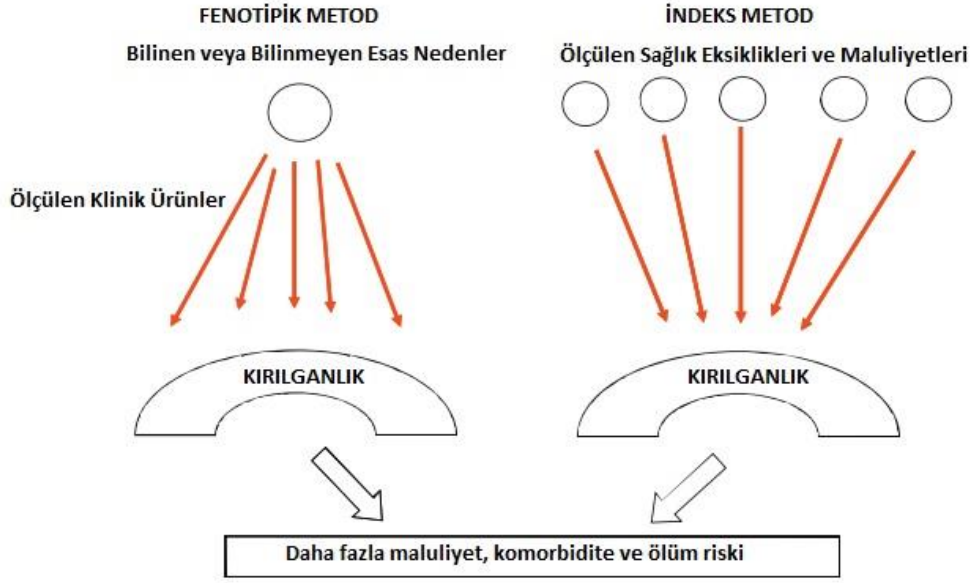 FENOTİPİK METOD
Bilinen veya Bilinmeyen Esas Nedenler
Ölçülen Klinik Ürünler
KIRILGANLIK
İNDEKS METOD
Ölçülen Sağlık Eksiklikleri ve Maluliyetleri
KIRILGANLIK
Daha fazla maluliyet, komorbidite ve ölüm riski